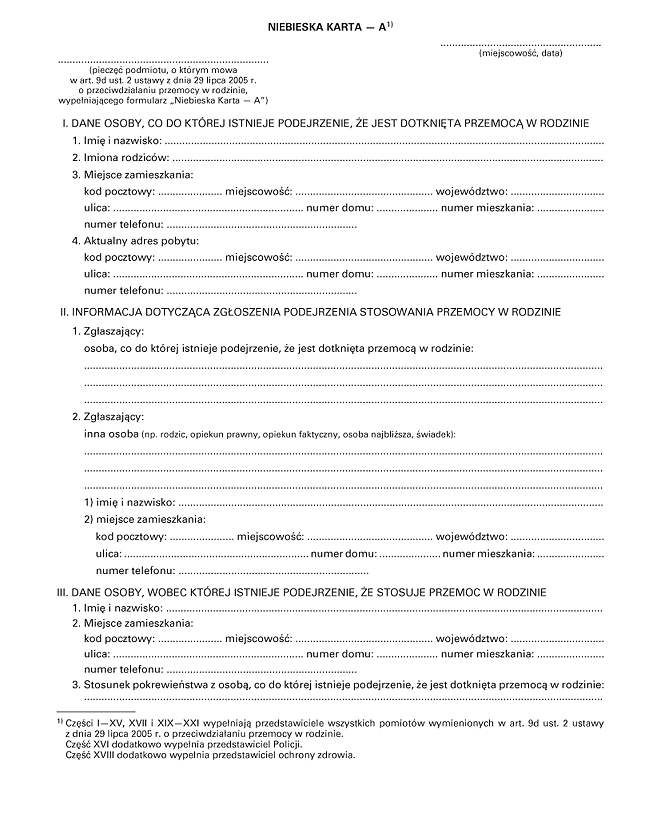 NIEBIESKA KARTA — A1)
............................................................
(miejscowość, data)
............................................................
(pieczęć podmiotu, o którym mowa
w art. 9d ust. 2 ustawy z dnia 29 lipca 2005 r.
o przeciwdziałaniu przemocy w rodzinie,
wypełniającego formularz „Niebieska Karta — A”)
I. DANE OSOBY, CO DO KTÓREJ ISTNIEJE PODEJRZENIE, ŻE JEST DOTKNIĘTA PRZEMOCĄ W RODZINIE
1. Imię i nazwisko: ............................................................
2. Imiona rodziców: ............................................................
3. Miejsce zamieszkania:
kod pocztowy: ...................... miejscowość: ............................................... województwo: ................................
ulica: ................................................................. numer domu: ..................... numer mieszkania: .......................
numer telefonu: .................................................................
4. Aktualny adres pobytu:
kod pocztowy: ...................... miejscowość: ............................................... województwo: ................................
ulica: ................................................................. numer domu: ..................... numer mieszkania: .......................
numer telefonu: .................................................................
II. INFORMACJA DOTYCZĄCA ZGŁOSZENIA PODEJRZENIA STOSOWANIA PRZEMOCY W RODZINIE
1. Zgłaszający:
osoba, co do której istnieje podejrzenie, że jest dotknięta przemocą w rodzinie:
............................................................
............................................................
............................................................
2. Zgłaszający:
inna osoba (np. rodzic, opiekun prawny, opiekun faktyczny, osoba najbliższa, świadek):
............................................................
............................................................
............................................................
1) imię i nazwisko: ............................................................
2) miejsce zamieszkania:
kod pocztowy: ...................... miejscowość: ........................................... województwo: ................................
ulica: ............................................................... numer domu: ..................... numer mieszkania: .......................
numer telefonu: .................................................................
III. DANE OSOBY, WOBEC KTÓREJ ISTNIEJE PODEJRZENIE, ŻE STOSUJE PRZEMOC W RODZINIE
1. Imię i nazwisko: ............................................................
2. Miejsce zamieszkania:
kod pocztowy: ...................... miejscowość: ............................................... województwo: ................................
ulica: ................................................................. numer domu: ..................... numer mieszkania: .......................
numer telefonu: .................................................................
3. Stosunek pokrewieństwa z osobą, co do której istnieje podejrzenie, że jest dotknięta przemocą w rodzinie:
............................................................
1) Części I—XV, XVII i XIX—XXI wypełniają przedstawiciele wszystkich pomiotów wymienionych w art. 9d ust. 2 ustawy
z dnia 29 lipca 2005 r. o przeciwdziałaniu przemocy w rodzinie.
Część XVI dodatkowo wypełnia przedstawiciel Policji.
Część XVIII dodatkowo wypełnia przedstawiciel ochrony zdrowia.